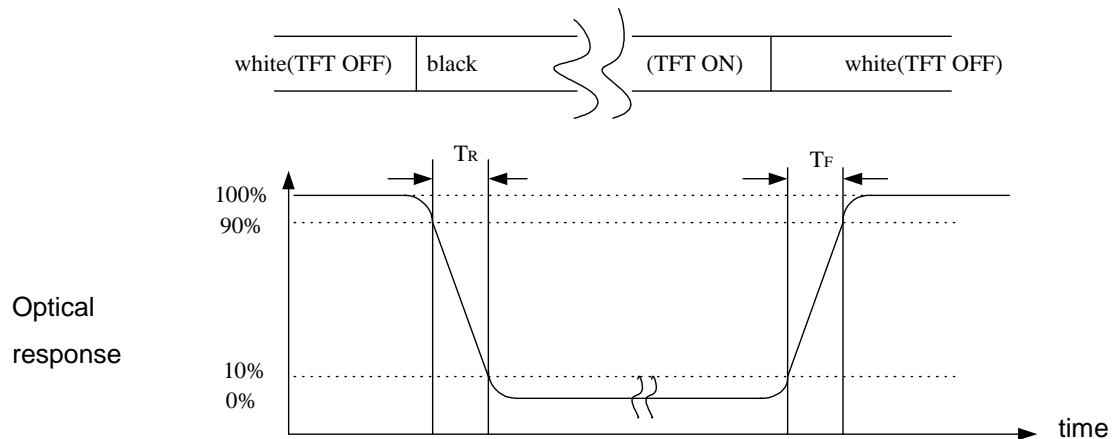 white(TFT OFF) black (TFT ON) white(TFT OFF)
TR TF
100%
90%
Optical
response
10%
0%
time